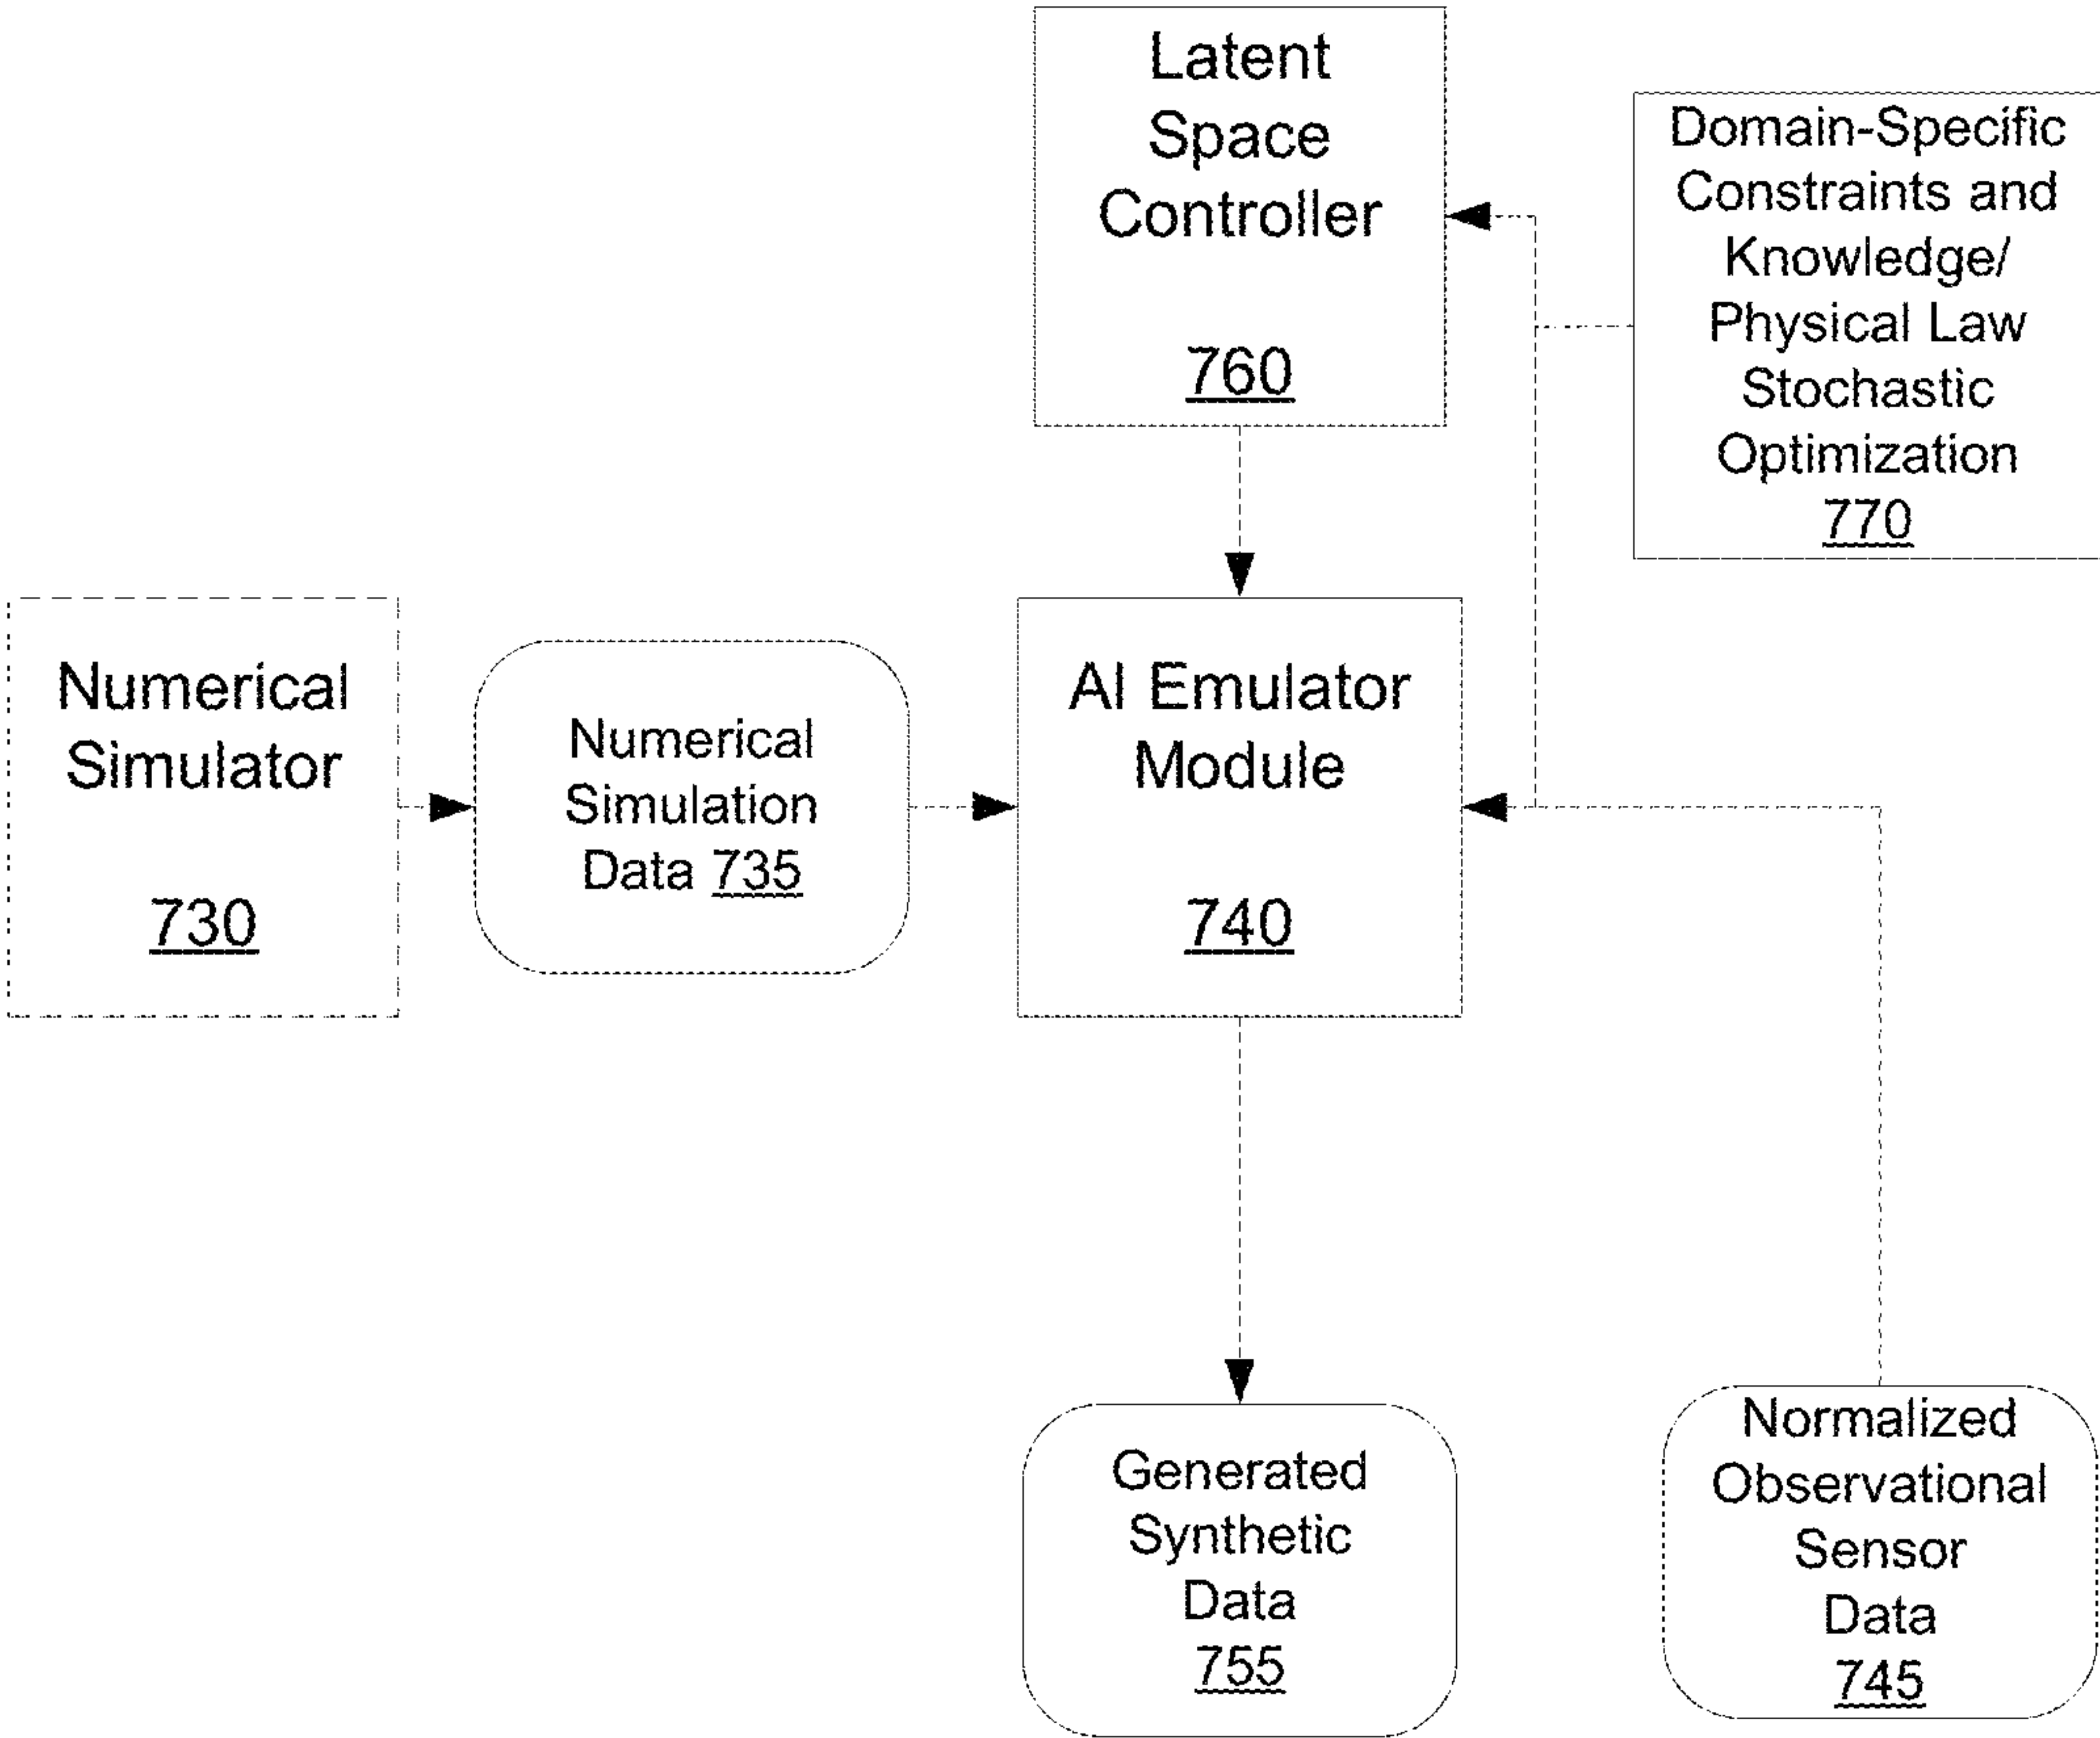 Latent
Space
Controller
760
Domain-Specific
Constraints and
Knowledge/
Physical Law
Stochastic
Optimization
770
Numerical
Simulator
730
Numerical
Simulation
Data 735
AI Emulator
Module
740
Generated
Synthetic
Data
755
Normalized
Observational
Sensor
Data
745